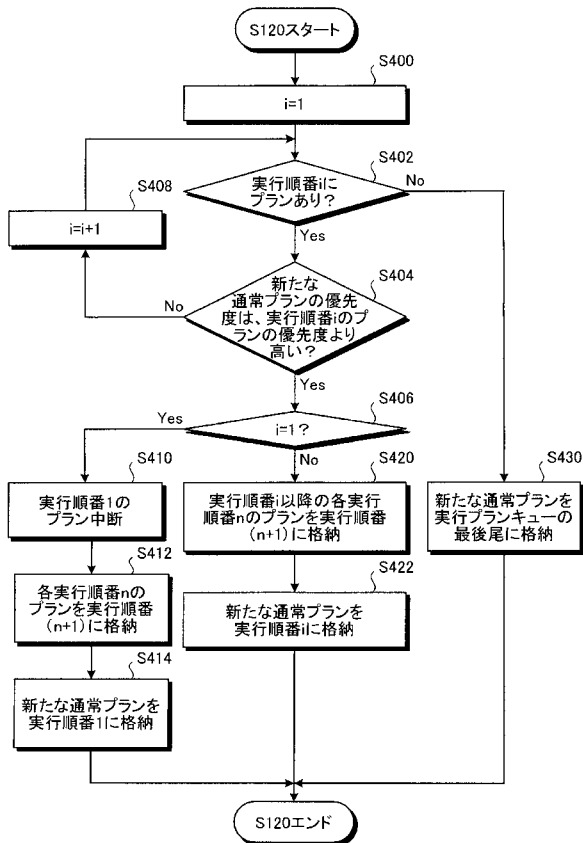 S120スタート
S400
i=1
S402
実行順番iに
プランあり?
No
Yes
S408
i=i+1
S404
新たな
通常プランの優先
度は、実行順番iのプ
ランの優先度より
高い?
No
Yes
S406
i=1?
Yes
No
S410
実行順番1の
プラン中断
S412
各実行順番nの
プランを実行順番
(n+1)に格納
S414
新たな通常プランを
実行順番1に格納
S420
実行順番i以降の各実行
順番nのプランを実行順番
(n+1)に格納
S422
新たな通常プランを
実行順番iに格納
S430
新たな通常プランを
実行プランキューの
最後尾に格納
S120エンド